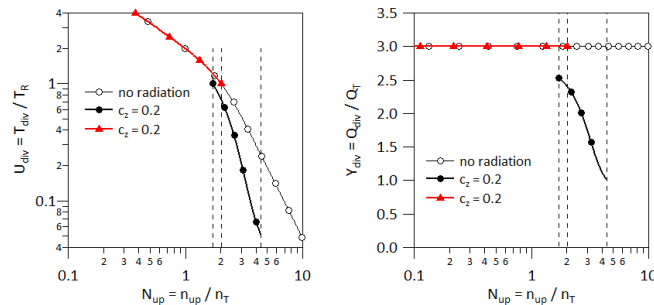 4
2
1
8
6
4
2
0.1
8
6
4
U_div = T_div / T_R
no radiation
c_z = 0.2
c_z = 0.2
0.1 2 3 4 5 6 1 2 3 4 5 6 10
N_up = n_up / n_T
3.5
3.0
2.5
2.0
1.5
1.0
0.5
0.0
Y_div = Q_div / Q_T
no radiation
c_z = 0.2
c_z = 0.2
0.1 2 3 4 5 6 1 2 3 4 5 6 10
N_up = n_up / n_T